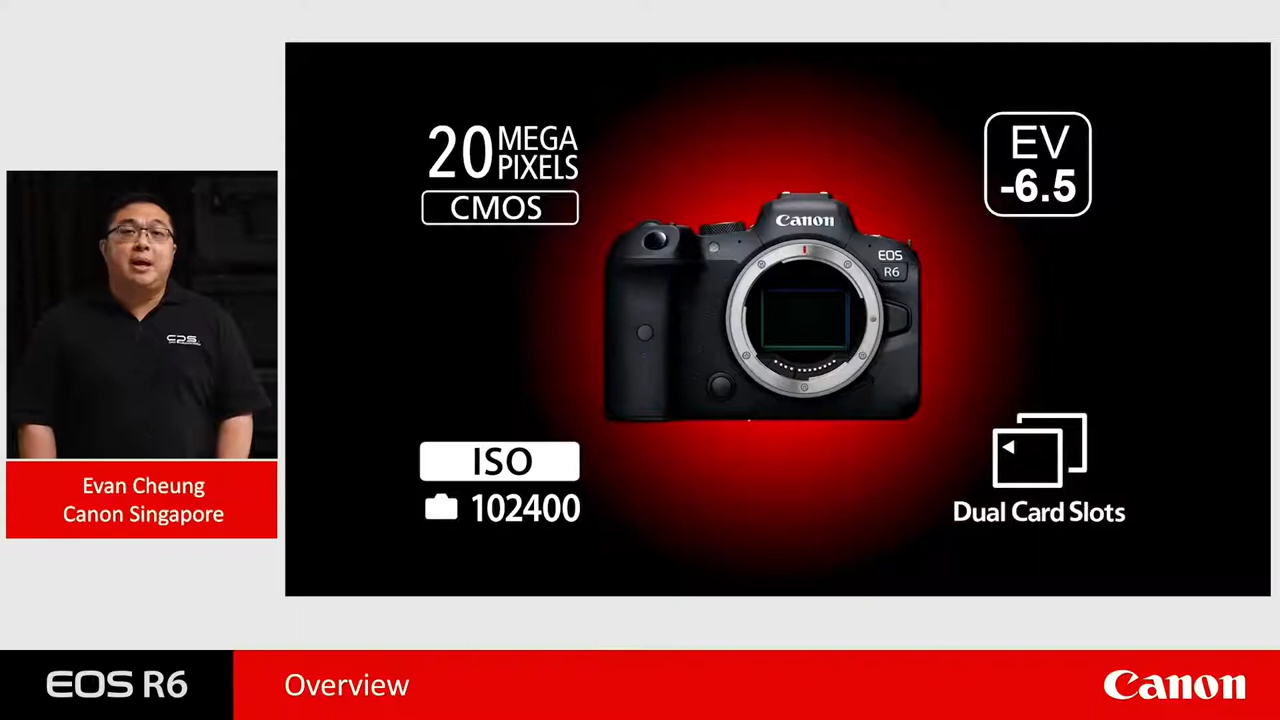 20 MEGA
PIXELS
CMOS
EV
-6.5
Canon
EOS
R6
CPS
ISO
102400
Dual Card Slots
Evan Cheung
Canon Singapore
EOS R6
Overview
Canon